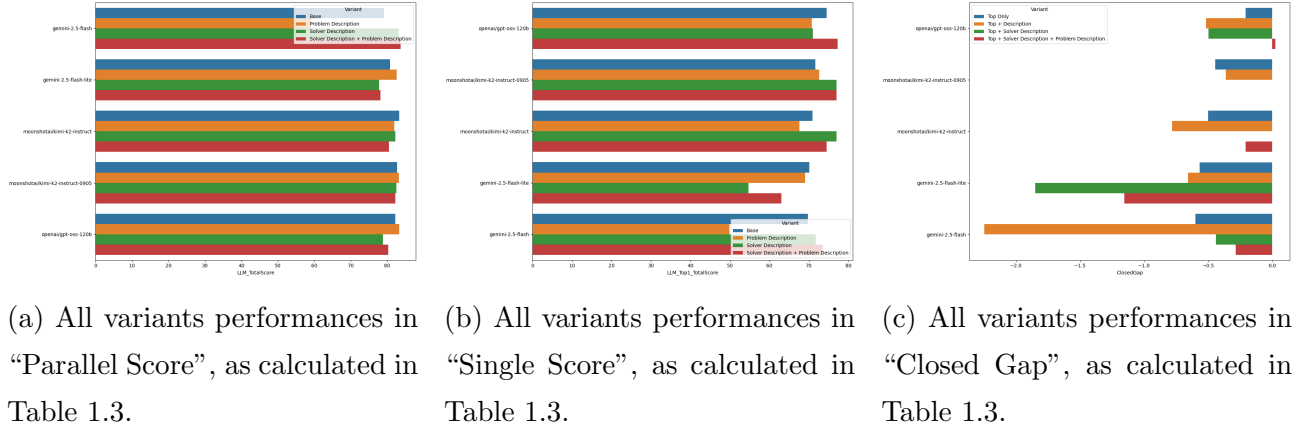 Variant
Base
Problem Description
Solver Description
Solver Description + Problem Description
gemini-2.5-flash
gemini-2.5-flash-lite
moonshotai/kimi-k2-instruct
moonshotai/kimi-k2-instruct-0905
openai/gpt-oss-120b
0 10 20 30 40 50 60 70 80
LLM_TotalScore
(a) All variants performances in
“Parallel Score”, as calculated in
Table 1.3.
openai/gpt-oss-120b
moonshotai/kimi-k2-instruct-0905
moonshotai/kimi-k2-instruct
gemini-2.5-flash-lite
gemini-2.5-flash
Variant
Base
Problem Description
Solver Description
Solver Description + Problem Description
0 10 20 30 40 50 60 70 80
LLM_Top1_TotalScore
(b) All variants performances in
“Single Score”, as calculated in
Table 1.3.
Variant
Top Only
Top + Description
Top + Solver Description
Top + Solver Description + Problem Description
openai/gpt-oss-120b
moonshotai/kimi-k2-instruct-0905
moonshotai/kimi-k2-instruct
gemini-2.5-flash-lite
gemini-2.5-flash
−2.0 −1.5 −1.0 −0.5 0.0
ClosedGap
(c) All variants performances in
“Closed Gap”, as calculated in
Table 1.3.